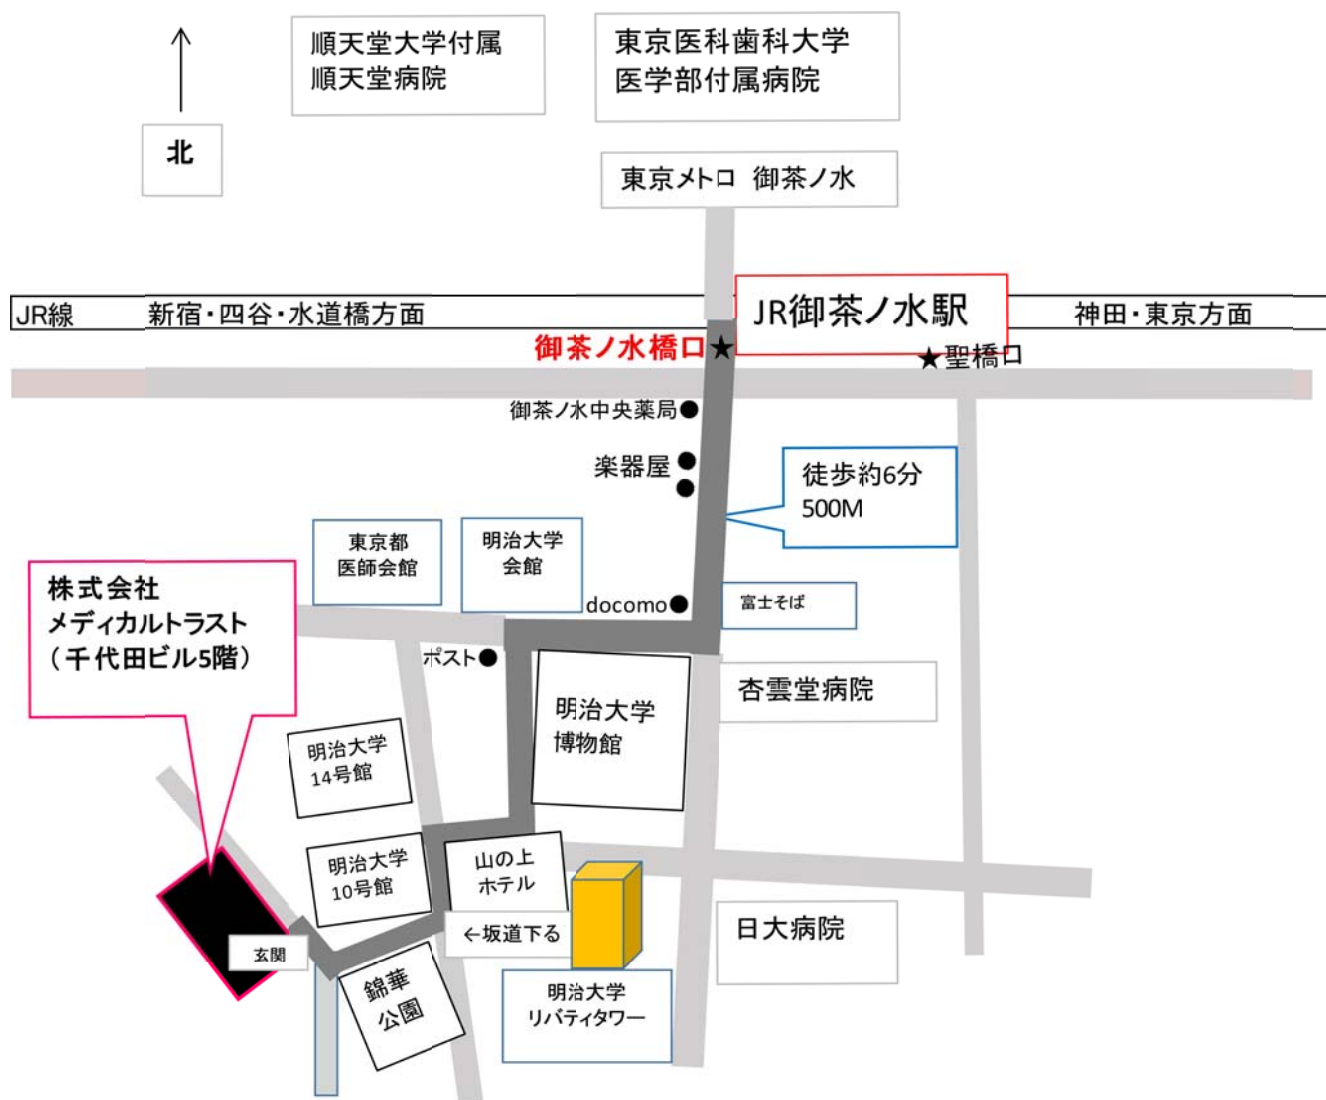 順天堂大学付属
順天堂病院
東京医科歯科大学
医学部付属病院
北
東京メトロ 御茶ノ水
JR線
新宿・四谷・水道橋方面
JR御茶ノ水駅
神田・東京方面
御茶ノ水橋口★
★聖橋口
御茶ノ水中央薬局●
楽器屋●
●
徒歩約6分
500M
東京都
医師会館
明治大学
会館
株式会社
メディカルトラスト
（千代田ビル5階）
docomo●
富士そば
ポスト●
杏雲堂病院
明治大学
博物館
明治大学
14号館
明治大学
10号館
山の上
ホテル
←坂道下る
日大病院
玄関
錦華
公園
明治大学
リバティタワー